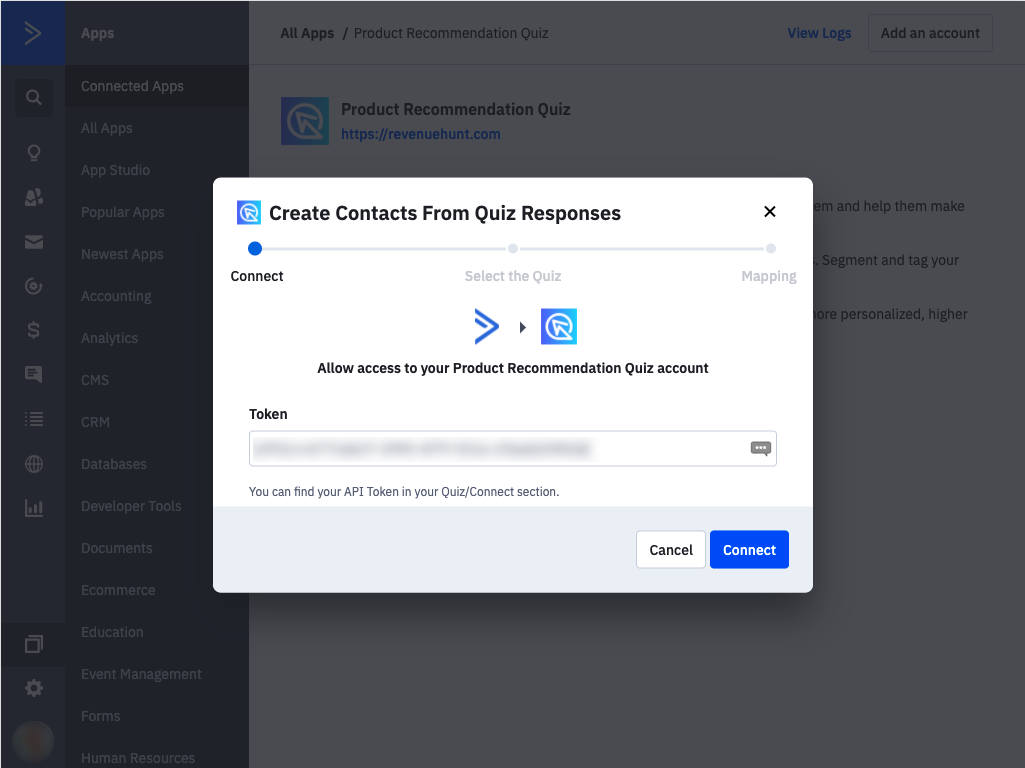 Apps
All Apps / Product Recommendation Quiz
View Logs
Add an account
Connected Apps
All Apps
App Studio
Popular Apps
Newest Apps
Accounting
Analytics
CMS
CRM
Databases
Developer Tools
Documents
Ecommerce
Education
Event Management
Forms
Human Resources
Product Recommendation Quiz
https://revenuehunt.com
and help them make
Segment and tag your
more personalized, higher
Create Contacts From Quiz Responses
Connect
Select the Quiz
Mapping
Allow access to your Product Recommendation Quiz account
Token
You can find your API Token in your Quiz/Connect section.
Cancel
Connect